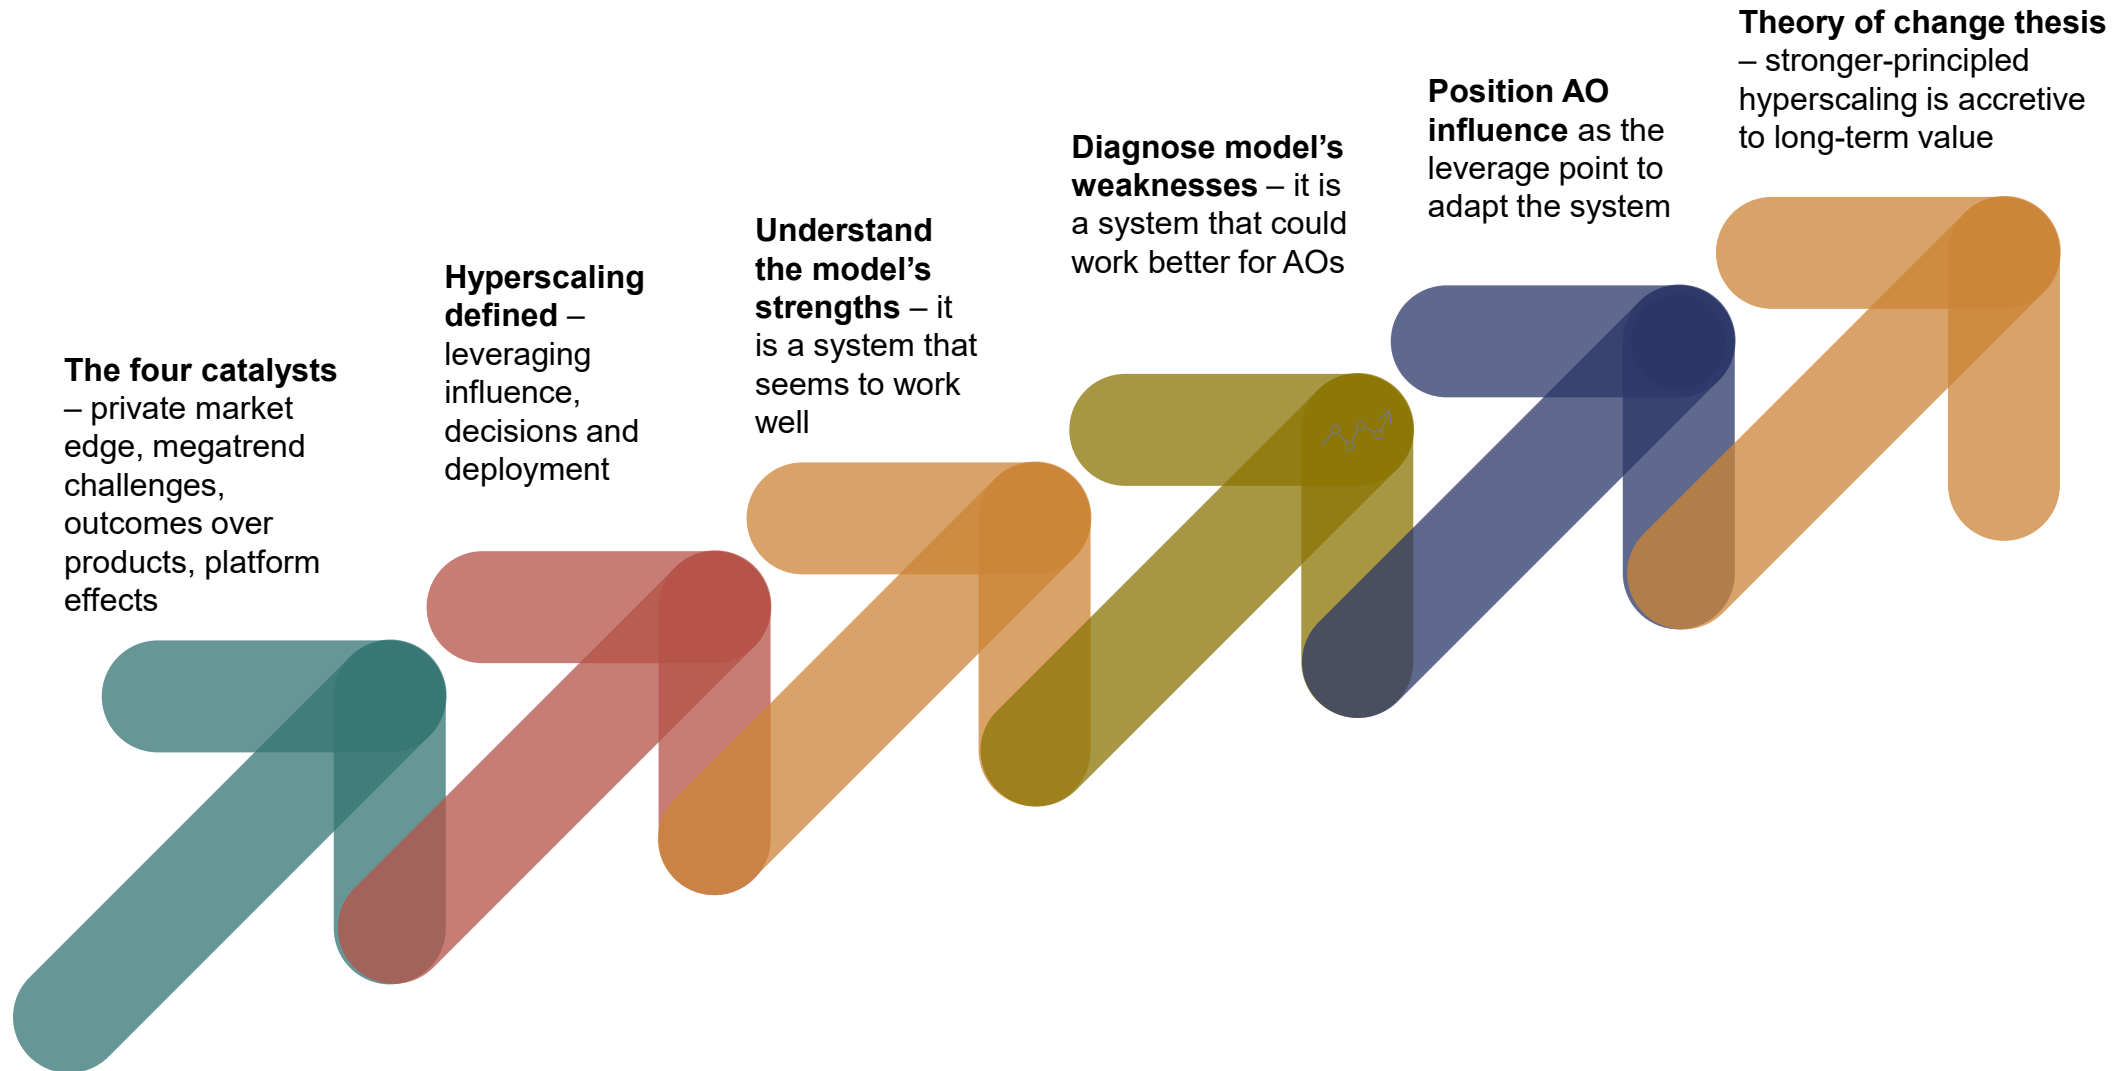 The four catalysts
– private market
edge, megatrend
challenges,
outcomes over
products, platform
effects
Hyperscaling
defined –
leveraging
influence,
decisions and
deployment
Understand
the model’s
strengths – it
is a system that
seems to work
well
Diagnose model’s
weaknesses – it is
a system that could
work better for AOs
Position AO
influence as the
leverage point to
adapt the system
Theory of change thesis
– stronger-principled
hyperscaling is accretive
to long-term value